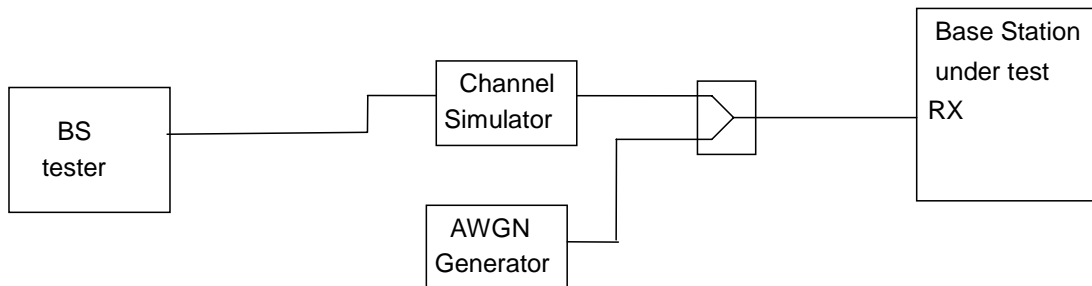 BS
tester
Channel
Simulator
AWGN
Generator
Base Station
under test
RX